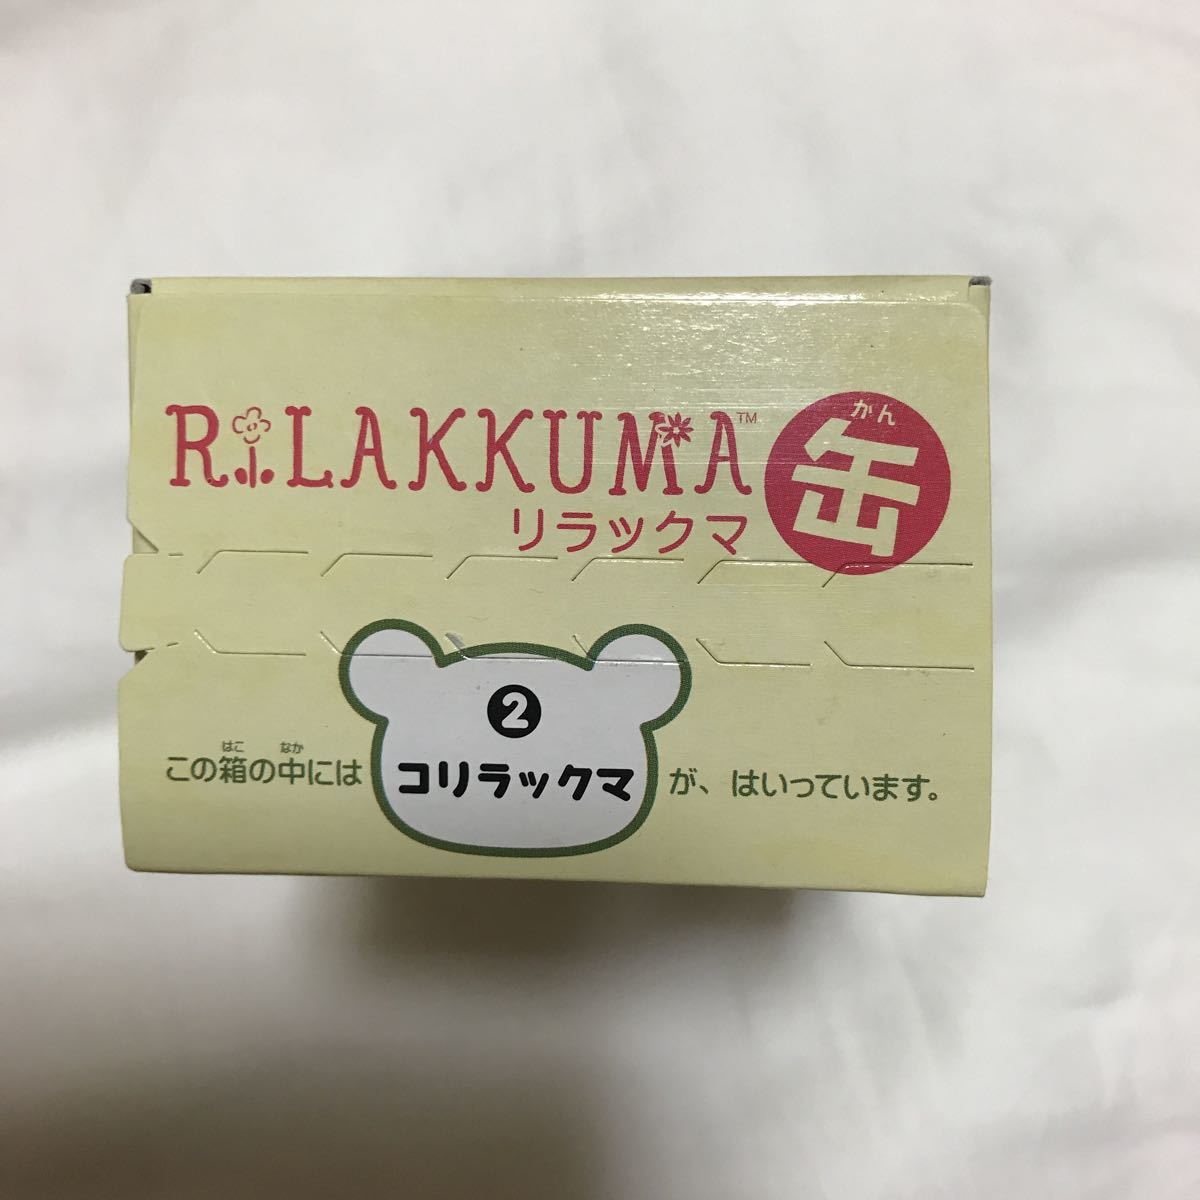 RiLAKKUMA™
リラックマ
かん
缶
❷
はこ なか
この箱の中には コリラックマ が、はいっています。